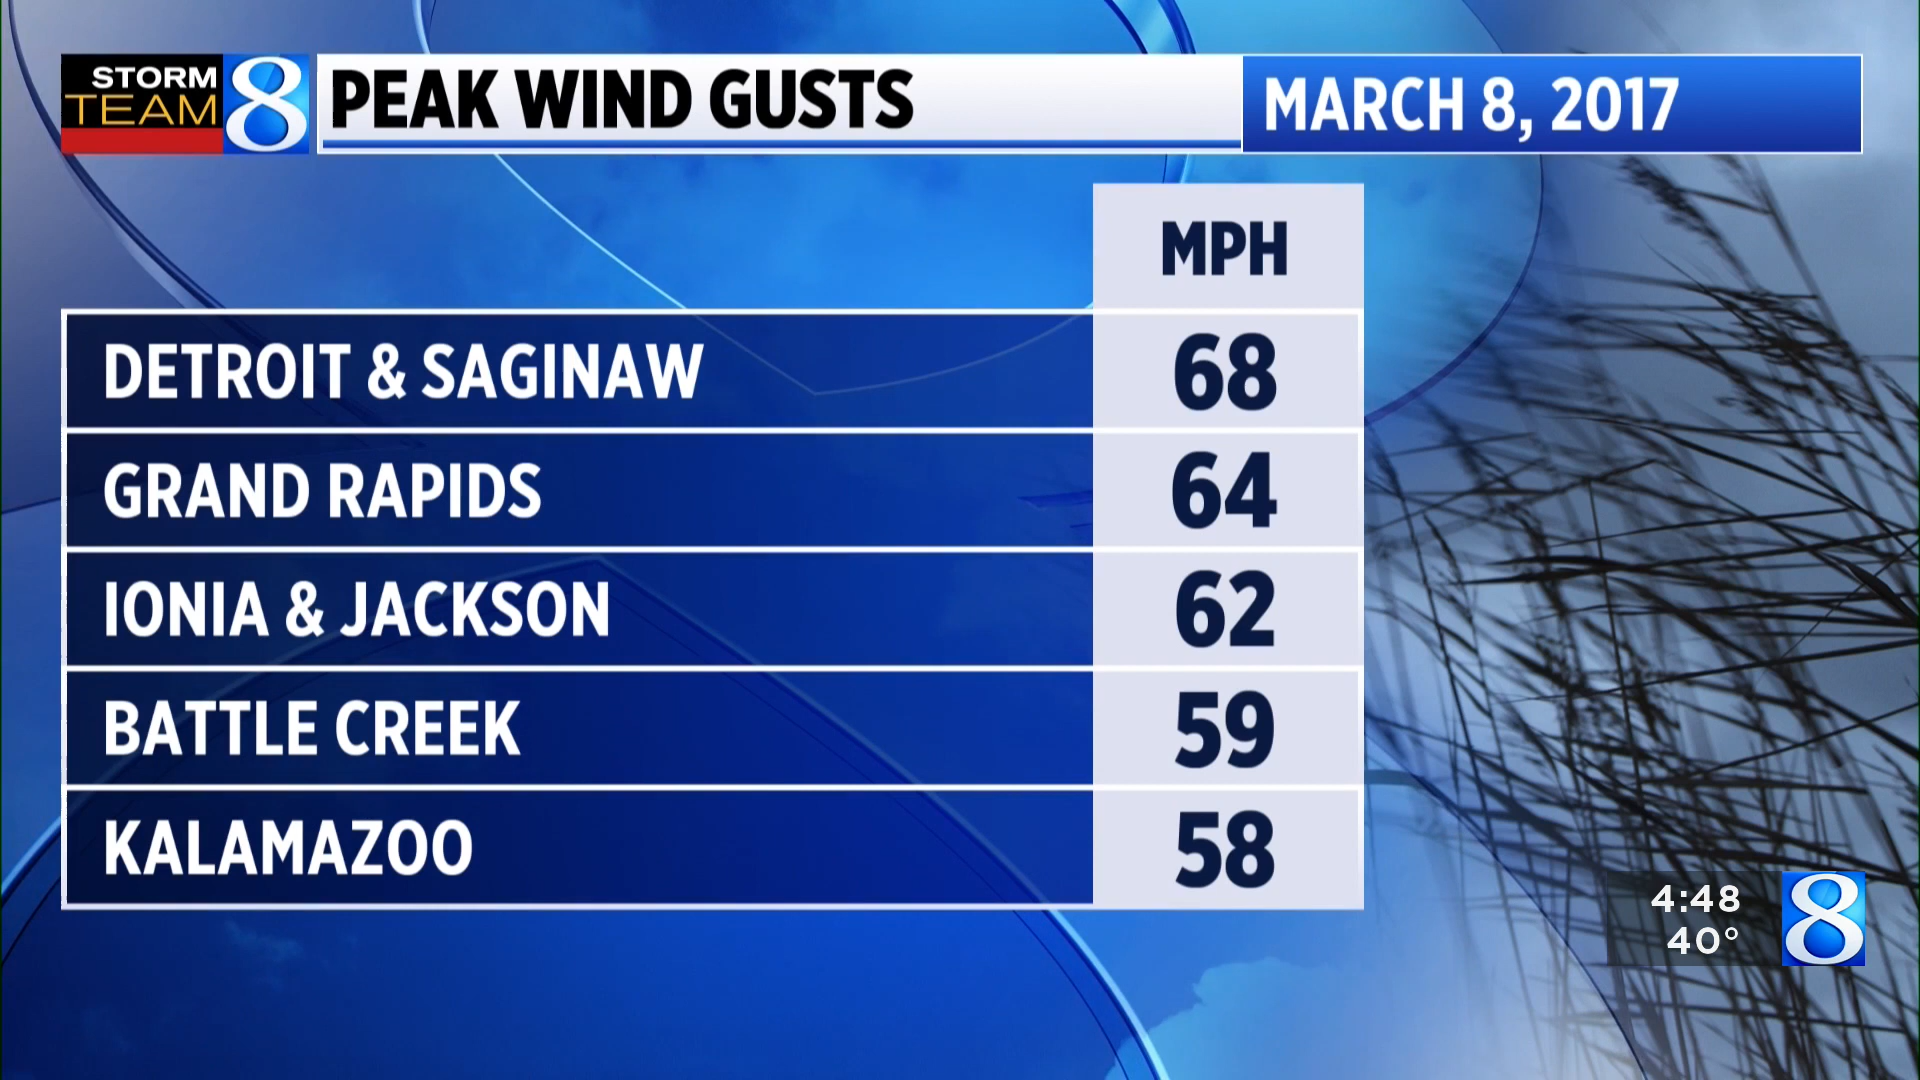 STORM
TEAM 8
PEAK WIND GUSTS
MARCH 8, 2017
MPH
DETROIT & SAGINAW 68
GRAND RAPIDS 64
IONIA & JACKSON 62
BATTLE CREEK 59
KALAMAZOO 58
4:48
40°
8